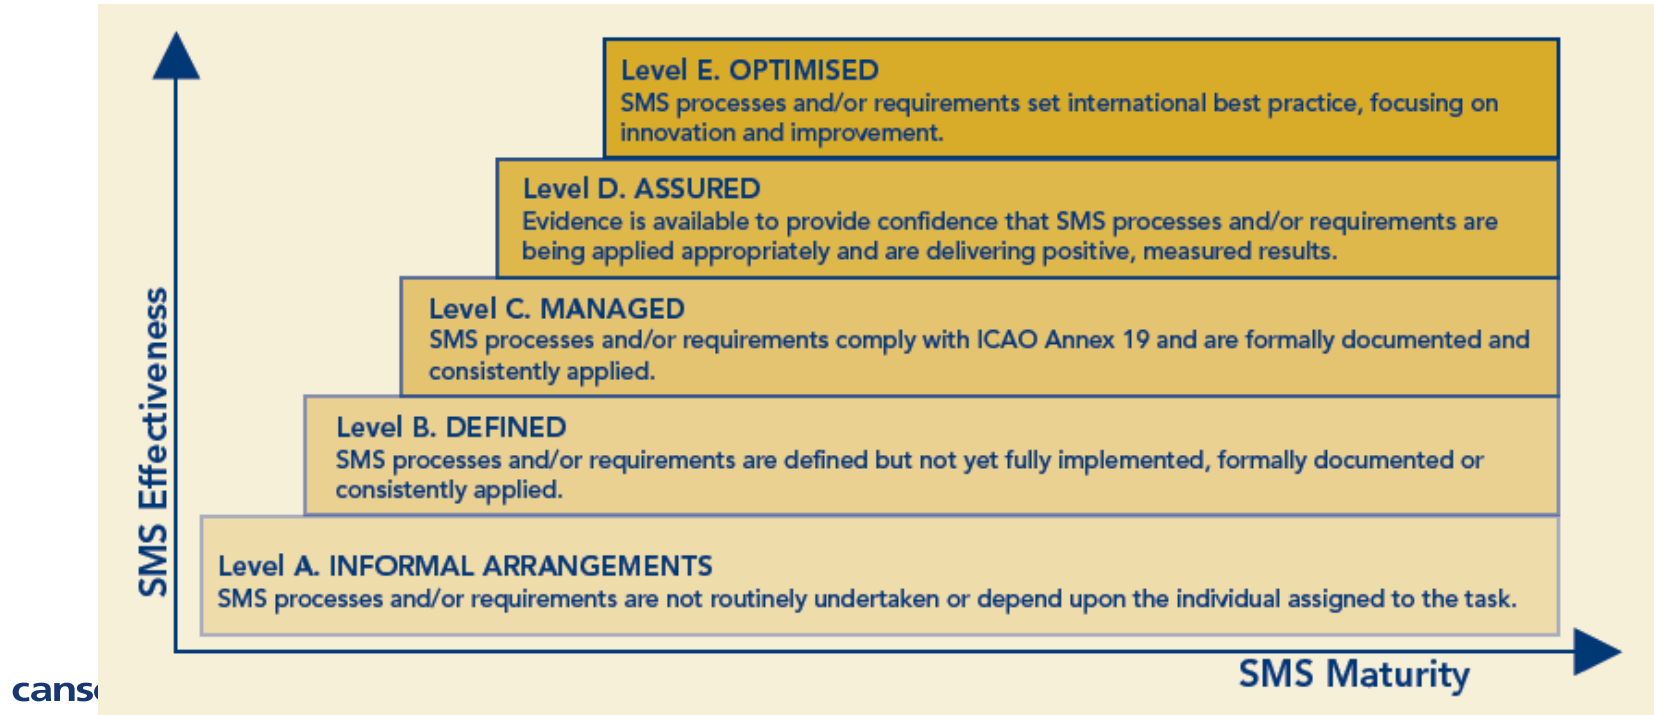 Level E. OPTIMISED
SMS processes and/or requirements set international best practice, focusing on
innovation and improvement.
Level D. ASSURED
Evidence is available to provide confidence that SMS processes and/or requirements are
being applied appropriately and are delivering positive, measured results.
Level C. MANAGED
SMS processes and/or requirements comply with ICAO Annex 19 and are formally documented and
consistently applied.
Level B. DEFINED
SMS processes and/or requirements are defined but not yet fully implemented, formally documented or
consistently applied.
Level A. INFORMAL ARRANGEMENTS
SMS processes and/or requirements are not routinely undertaken or depend upon the individual assigned to the task.
SMS Effectiveness
SMS Maturity